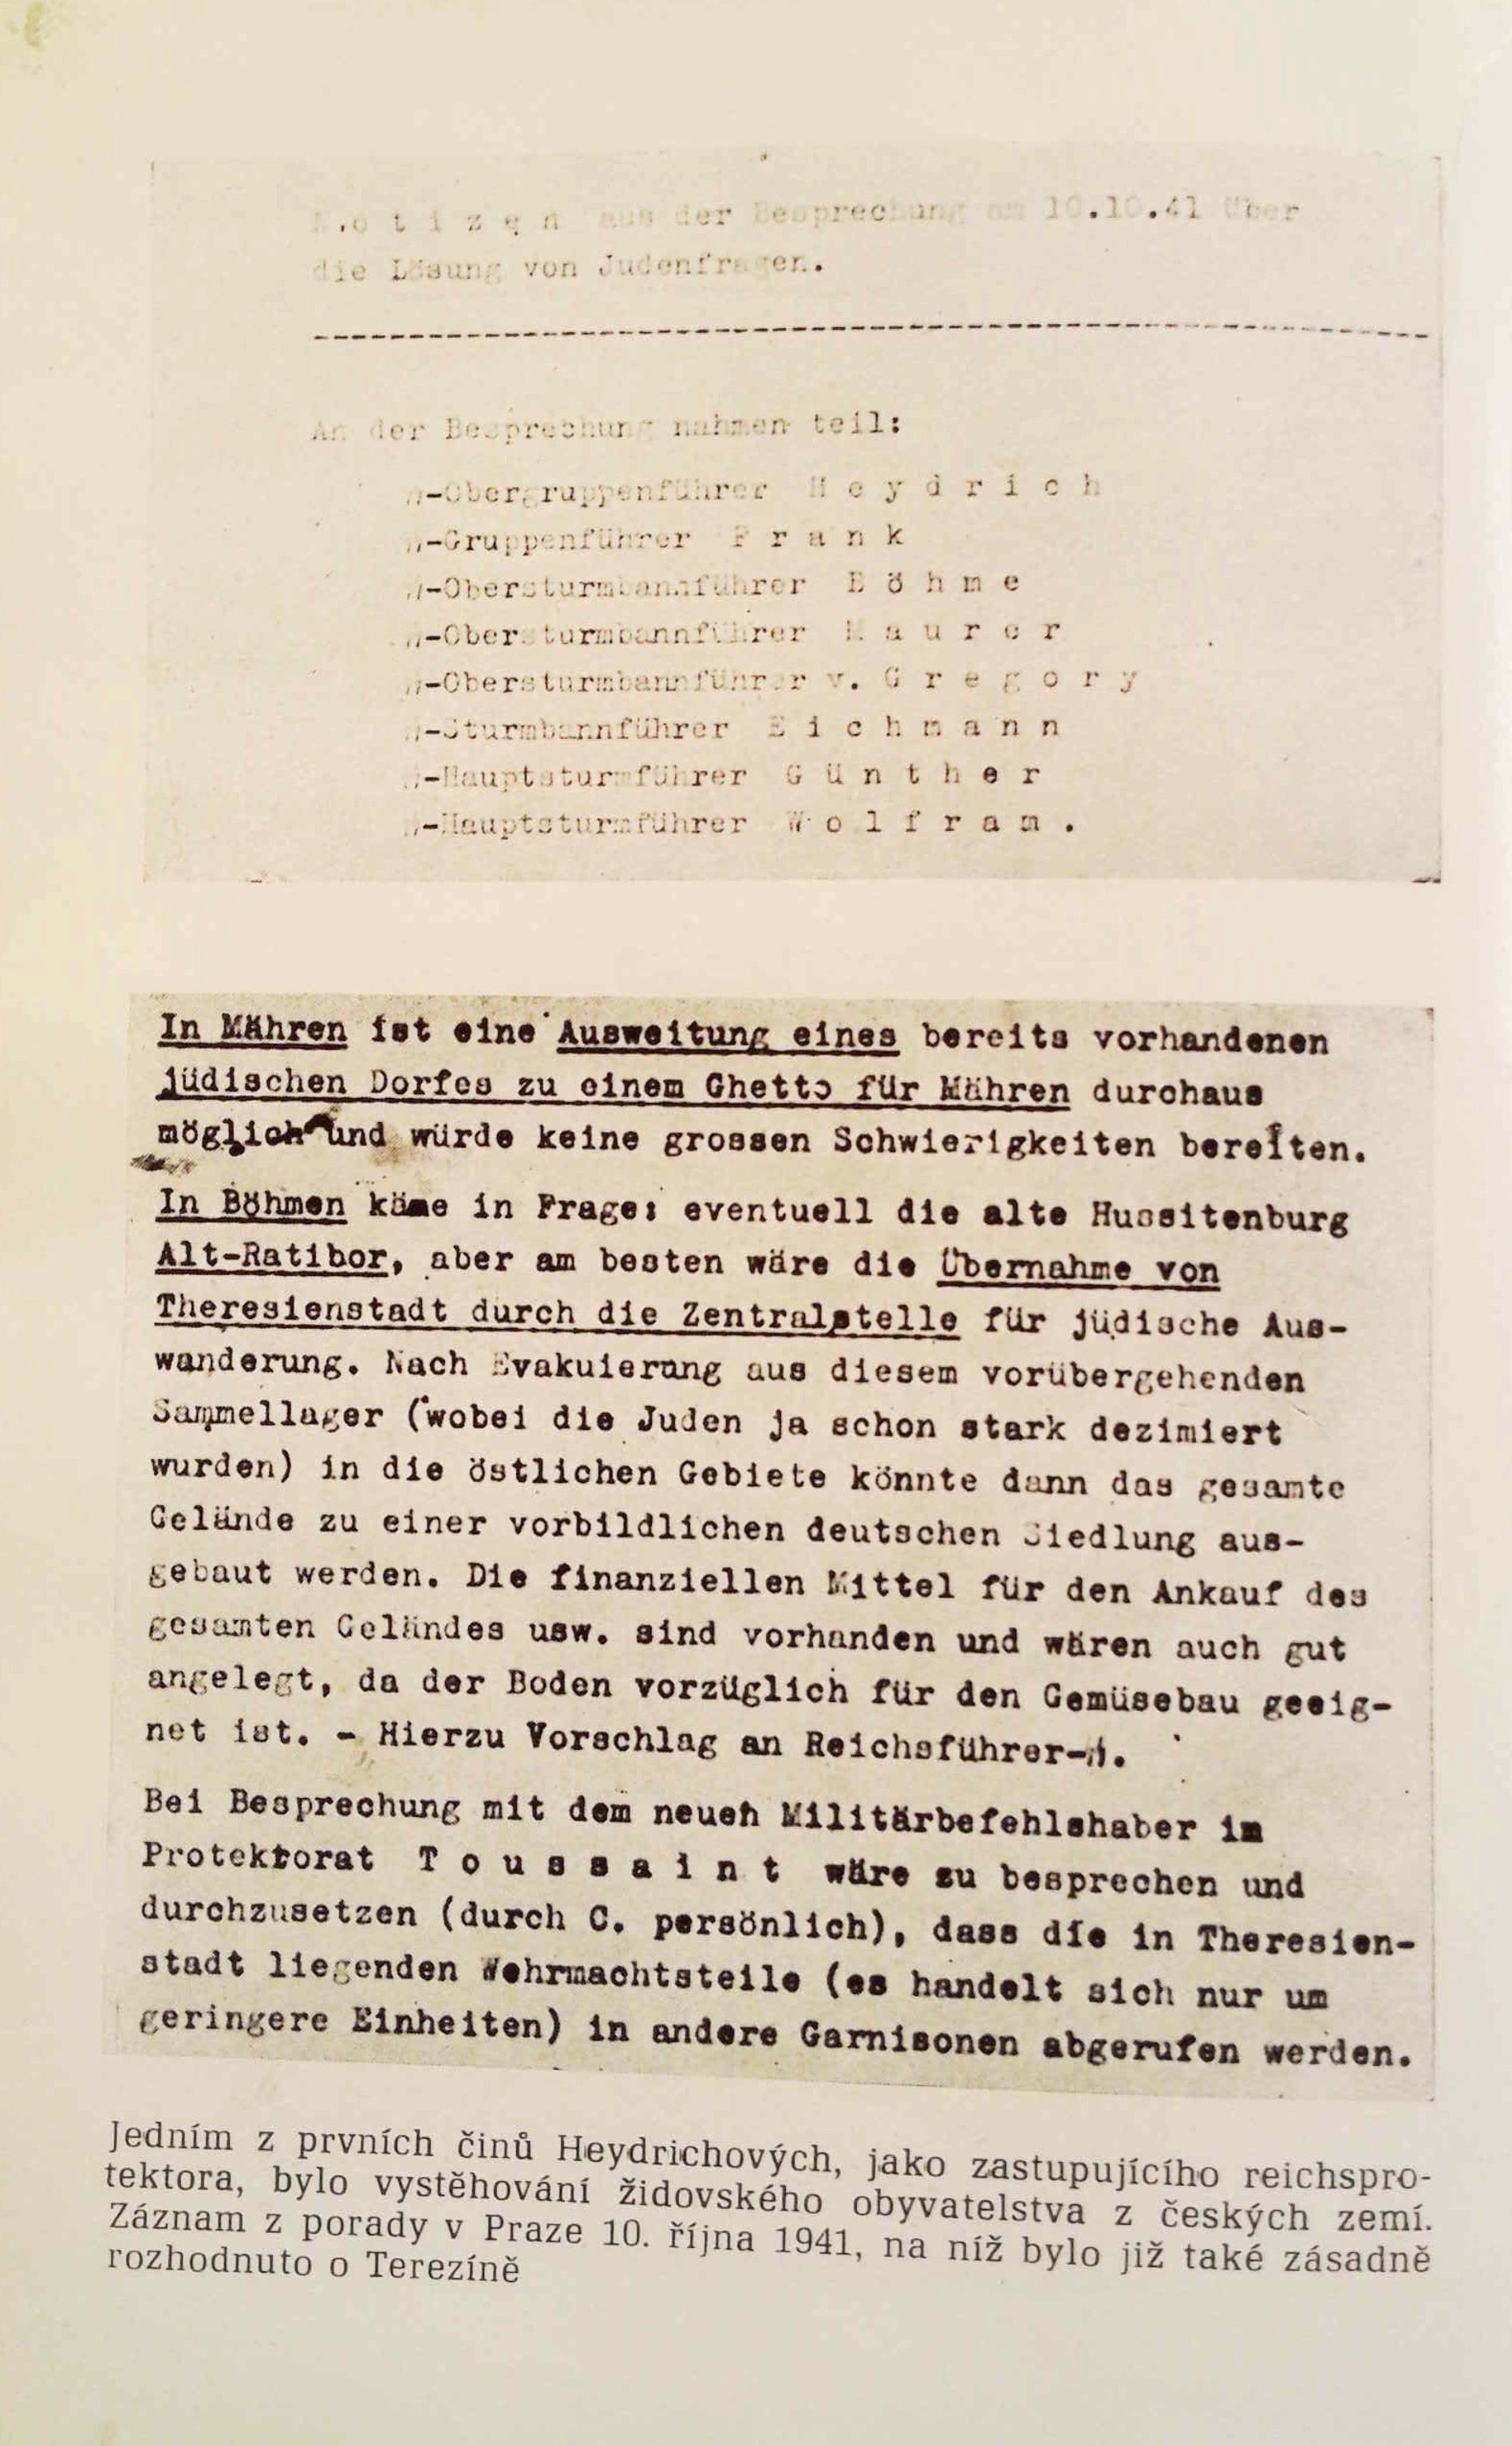 N o t i z e n aus der Besprechung am 10.10.41 über
die Lösung von Judenfragen.
An der Besprechung nahmen teil:
SS-Obergruppenführer H e y d r i c h
SS-Gruppenführer F r a n k
SS-Obersturmbannführer B ö h m e
SS-Obersturmbannführer M a u r e r
SS-Obersturmbannführer v. G r e g o r y
SS-Sturmbannführer E i c h m a n n
SS-Hauptsturmführer G ü n t h e r
SS-Hauptsturmführer W o l f r a m .
In Mähren ist eine Ausweitung eines bereits vorhandenen
jüdischen Dorfes zu einem Ghetto für Mähren durchaus
möglich und würde keine grossen Schwierigkeiten bereiten.
In Böhmen käme in Frage: eventuell die alte Hussitenburg
Alt-Ratibor, aber am besten wäre die Übernahme von
Theresienstadt durch die Zentralstelle für jüdische Aus-
wanderung. Nach Evakuierung aus diesem vorübergehenden
Sammellager (wobei die Juden ja schon stark dezimiert
wurden) in die östlichen Gebiete könnte dann das gesamte
Gelände zu einer vorbildlichen deutschen Siedlung aus-
gebaut werden. Die finanziellen Mittel für den Ankauf des
gesamten Geländes usw. sind vorhanden und wären auch gut
angelegt, da der Boden vorzüglich für den Gemüsebau geeig-
net ist. - Hierzu Vorschlag an Reichsführer-SS.
Bei Besprechung mit dem neuen Militärbefehlshaber im
Protektorat T o u s s a i n t wäre zu besprechen und
durchzusetzen (durch C. persönlich), dass die in Theresien-
stadt liegenden Wehrmachtsteile (es handelt sich nur um
geringere Einheiten) in andere Garnisonen abgerufen werden.
Jedním z prvních činů Heydrichových, jako zastupujícího reichspro-
tektora, bylo vystěhování židovského obyvatelstva z českých zemí.
Záznam z porady v Praze 10. října 1941, na níž bylo již také zásadně
rozhodnuto o Terezíně